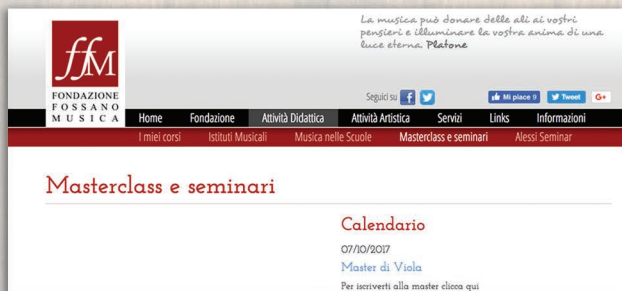 La musica può donare delle ali ai vostri
pensieri e illuminare la vostra anima di una
luce eterna. Platone
ffM
FONDAZIONE
FOSSANO
MUSICA
Seguici su
Mi piace 9
Tweet
G+
Home Fondazione Attività Didattica Attività Artistica Servizi Links Informazioni
I miei corsi Istituti Musicali Musica nelle Scuole Masterclass e seminari Alessi Seminar
Masterclass e seminari
Calendario
07/10/2017
Master di Viola
Per iscriverti alla master clicca qui